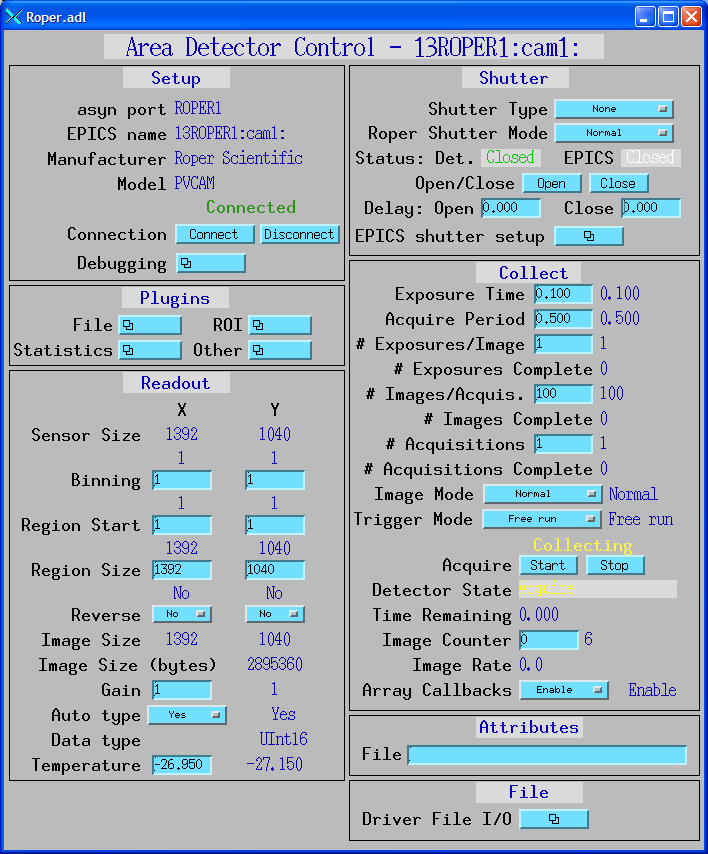 Roper.adl
Area Detector Control - 13ROPER1:cam1:
Setup
asyn port ROPER1
EPICS name 13ROPER1:cam1:
Manufacturer Roper Scientific
Model PVCAM
Connected
Connection Connect Disconnect
Debugging
Plugins
File ROI
Statistics Other
Readout
X Y
Sensor Size 1392 1040
1 1
Binning 1 1
1 1
Region Start 1 1
1392 1040
Region Size 1392 1040
No No
Reverse No No
Image Size 1392 1040
Image Size (bytes) 2895360
Gain 1 1
Auto type Yes Yes
Data type UInt16
Temperature -26.950 -27.150
Shutter
Shutter Type None
Roper Shutter Mode Normal
Status: Det. Closed EPICS Closed
Open/Close Open Close
Delay: Open 0.000 Close 0.000
EPICS shutter setup
Collect
Exposure Time 0.100 0.100
Acquire Period 0.500 0.500
# Exposures/Image 1 1
# Exposures Complete 0
# Images/Acquis. 100 100
# Images Complete 0
# Acquisitions 1 1
# Acquisitions Complete 0
Image Mode Normal Normal
Trigger Mode Free run Free run
Collecting
Acquire Start Stop
Detector State
Time Remaining 0.000
Image Counter 0 6
Image Rate 0.0
Array Callbacks Enable Enable
Attributes
File
File
Driver File I/O